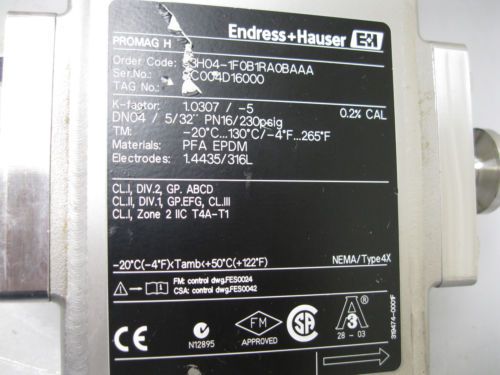 Endress+Hauser E+H
PROMAG H
Order Code: 3H04-1F0B1RA0BAAA
Ser.No.: C004D16000
TAG No.:
K-factor: 1.0307 / -5 0.2% CAL
DN04 / 5/32" PN16/230psig
TM: -20°C...130°C/-4°F...265°F
Materials: PFA EPDM
Electrodes: 1.4435/316L
CL.I, DIV.2, GP. ABCD
CL.II, DIV.1, GP.EFG, CL.III
CL.I, Zone 2 IIC T4A-T1
-20°C(-4°F)<Tamb<+50°C(+122°F) NEMA/Type4X
FM: control dwg.FES0024
CSA: control dwg.FES0042
i
CE N12895 FM APPROVED SA A 3 ® 28 - 03
319474-0001F